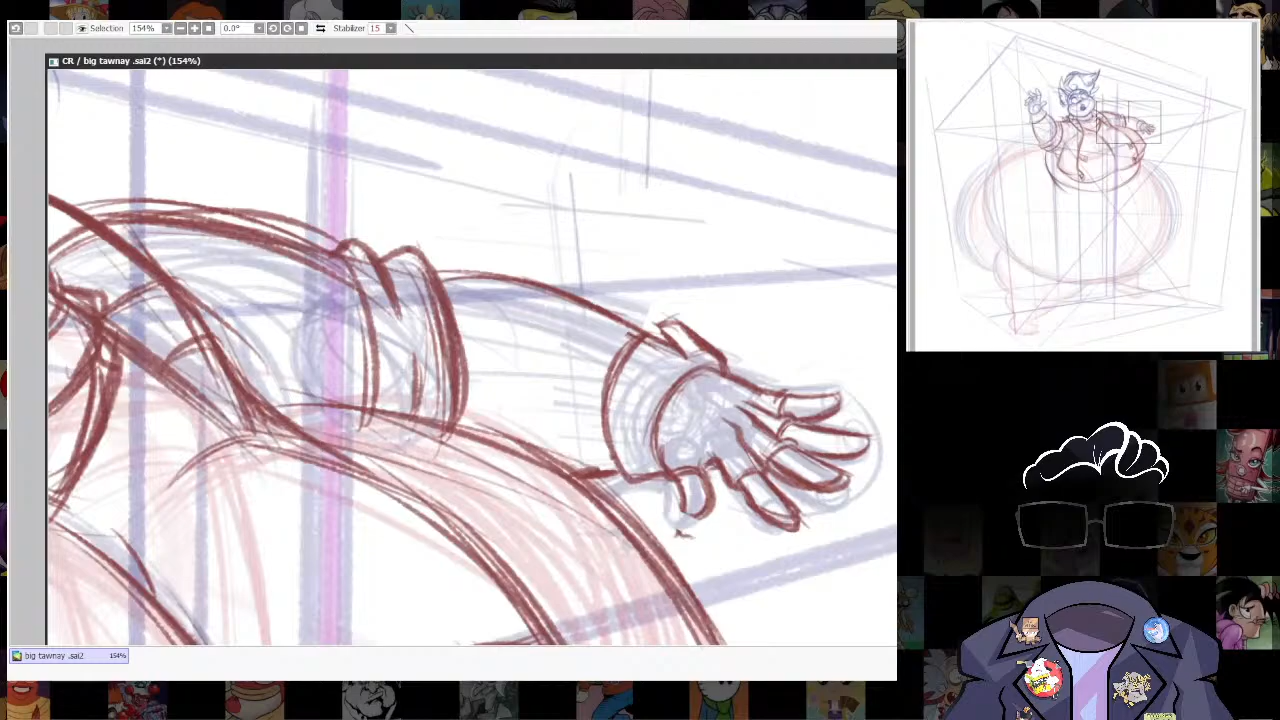 Selection 154% 0.0° Stabilizer 15
CR / big tawnay .sai2 (*) (154%)
big tawnay .sai2 154%